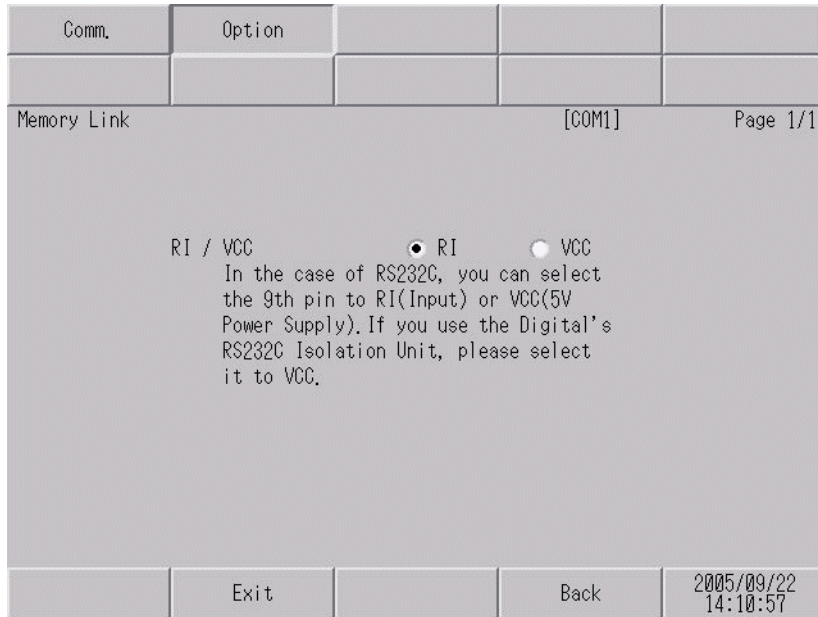 Comm. Option
Memory Link [COM1] Page 1/1
RI / VCC RI VCC
In the case of RS232C, you can select
the 9th pin to RI(Input) or VCC(5V
Power Supply).If you use the Digital's
RS232C Isolation Unit, please select
it to VCC.
Exit Back 2005/09/22
14:10:57